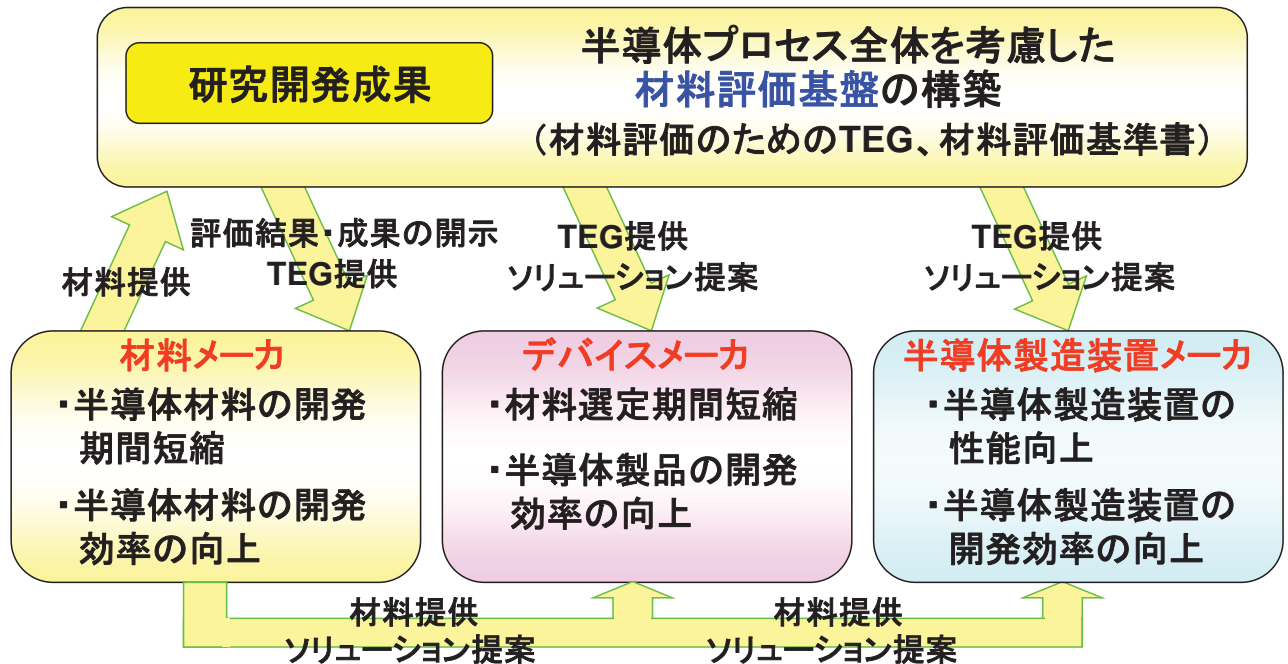 研究開発成果
半導体プロセス全体を考慮した
材料評価基盤の構築
（材料評価のためのTEG、材料評価基準書）
材料提供
評価結果・成果の開示
TEG提供
TEG提供
ソリューション提案
TEG提供
ソリューション提案
材料メーカ
・半導体材料の開発
期間短縮
・半導体材料の開発
効率の向上
デバイスメーカ
・材料選定期間短縮
・半導体製品の開発
効率の向上
半導体製造装置メーカ
・半導体製造装置の
性能向上
・半導体製造装置の
開発効率の向上
材料提供
ソリューション提案
材料提供
ソリューション提案